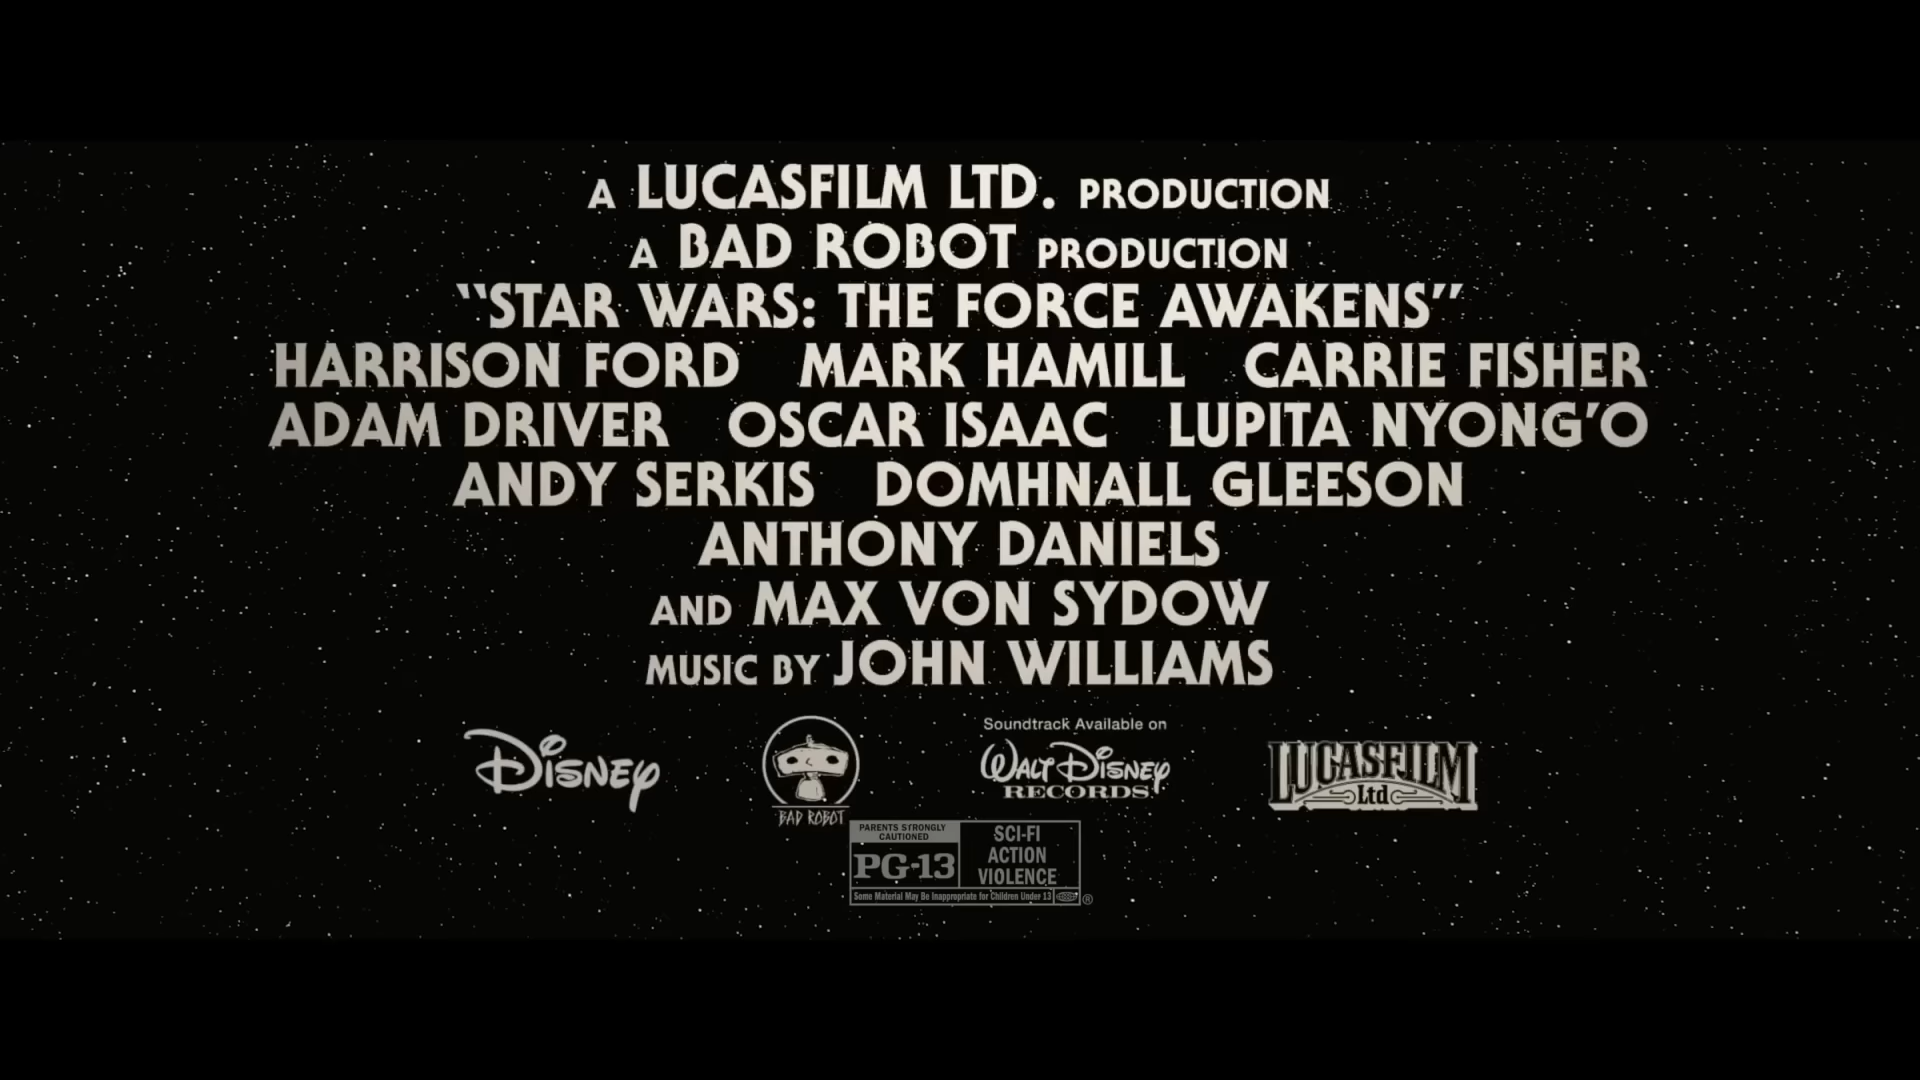 A LUCASFILM LTD. PRODUCTION
A BAD ROBOT PRODUCTION
"STAR WARS: THE FORCE AWAKENS"
HARRISON FORD MARK HAMILL CARRIE FISHER
ADAM DRIVER OSCAR ISAAC LUPITA NYONG'O
ANDY SERKIS DOMHNALL GLEESON
ANTHONY DANIELS
AND MAX VON SYDOW
MUSIC BY JOHN WILLIAMS
DISNEY
BAD ROBOT
Soundtrack Available on
WALT DISNEY
RECORDS
LUCASFILM
Ltd
PARENTS STRONGLY
CAUTIONED
PG-13
SCI-FI
ACTION
VIOLENCE
Some Material May Be Inappropriate for Children Under 13 ®